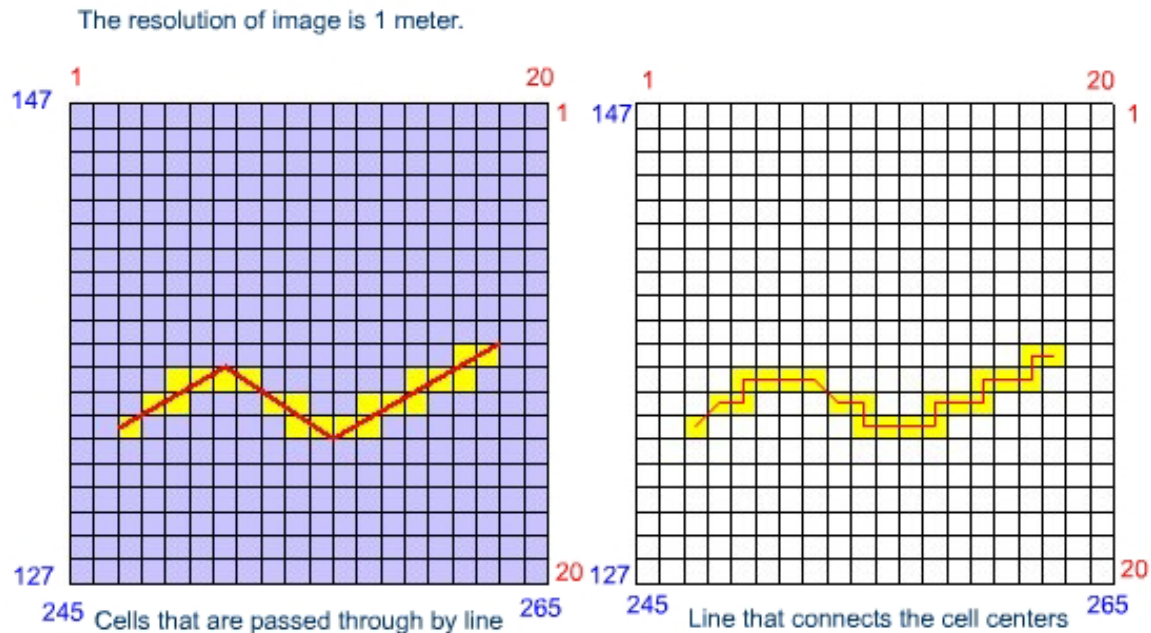 The resolution of image is 1 meter.
1 20 1 20
147 1 147 1
127 20 127 20
245 265 245 265
Cells that are passed through by line
Line that connects the cell centers